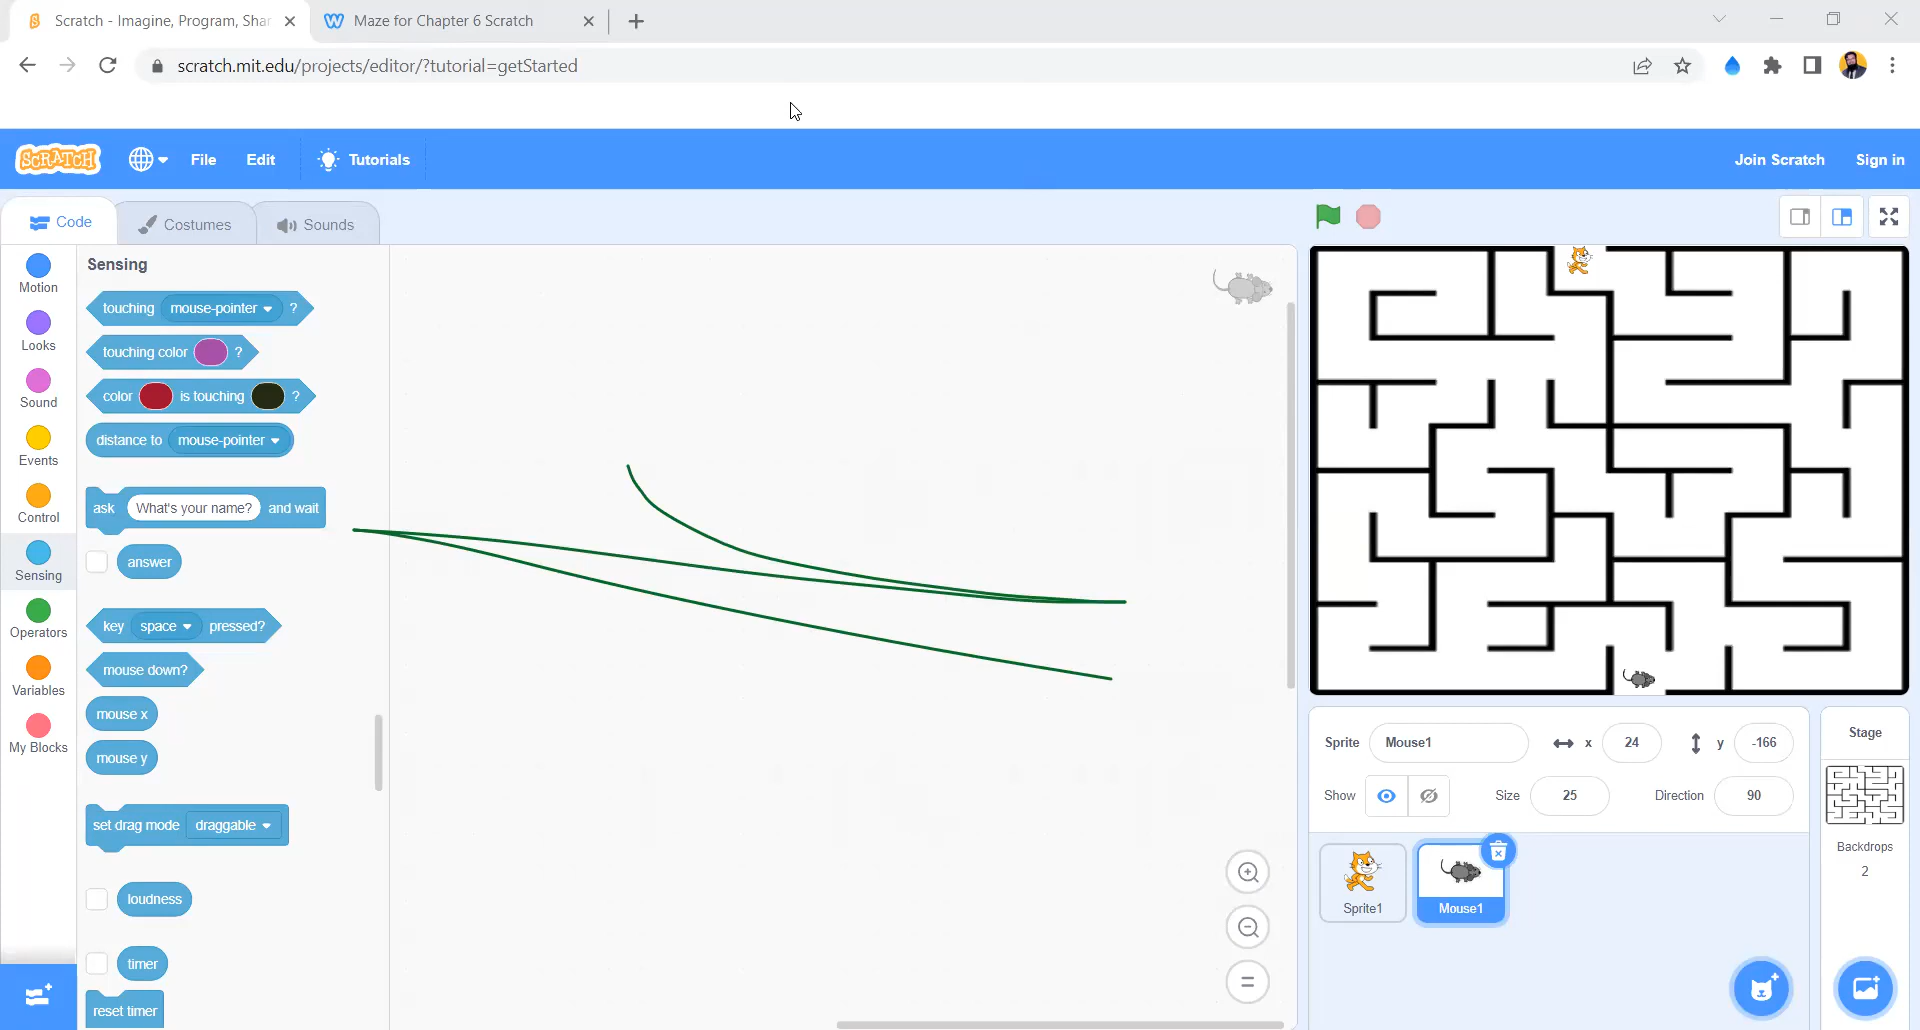 Scratch - Imagine, Program, Shar
Maze for Chapter 6 Scratch
scratch.mit.edu/projects/editor/?tutorial=getStarted
SCRATCH
File
Edit
Tutorials
Join Scratch
Sign in
Code
Costumes
Sounds
Motion
Looks
Sound
Events
Control
Sensing
Operators
Variables
My Blocks
Sensing
touching mouse-pointer ?
touching color ?
color is touching ?
distance to mouse-pointer
ask What's your name? and wait
answer
key space pressed?
mouse down?
mouse x
mouse y
set drag mode draggable
loudness
timer
reset timer
Sprite Mouse1 x 24 y -166
Show Size 25 Direction 90
Sprite1
Mouse1
Stage
Backdrops
2